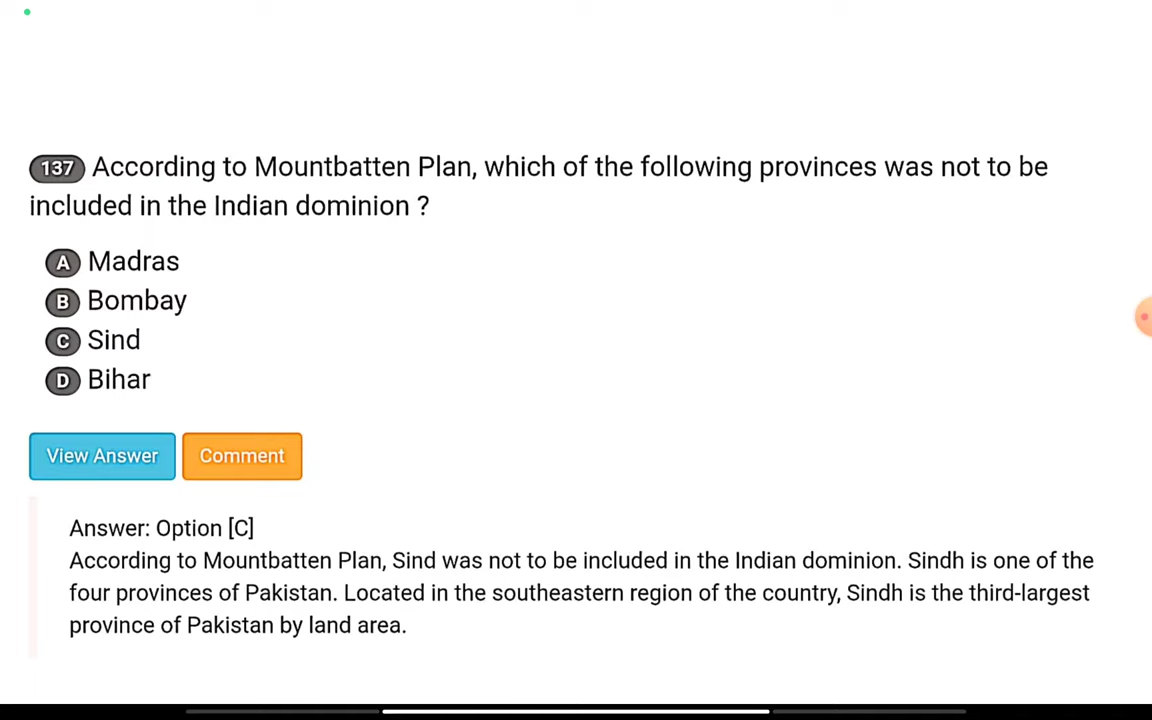 137 According to Mountbatten Plan, which of the following provinces was not to be
included in the Indian dominion ?
A Madras
B Bombay
C Sind
D Bihar
View Answer Comment
Answer: Option [C]
According to Mountbatten Plan, Sind was not to be included in the Indian dominion. Sindh is one of the
four provinces of Pakistan. Located in the southeastern region of the country, Sindh is the third-largest
province of Pakistan by land area.